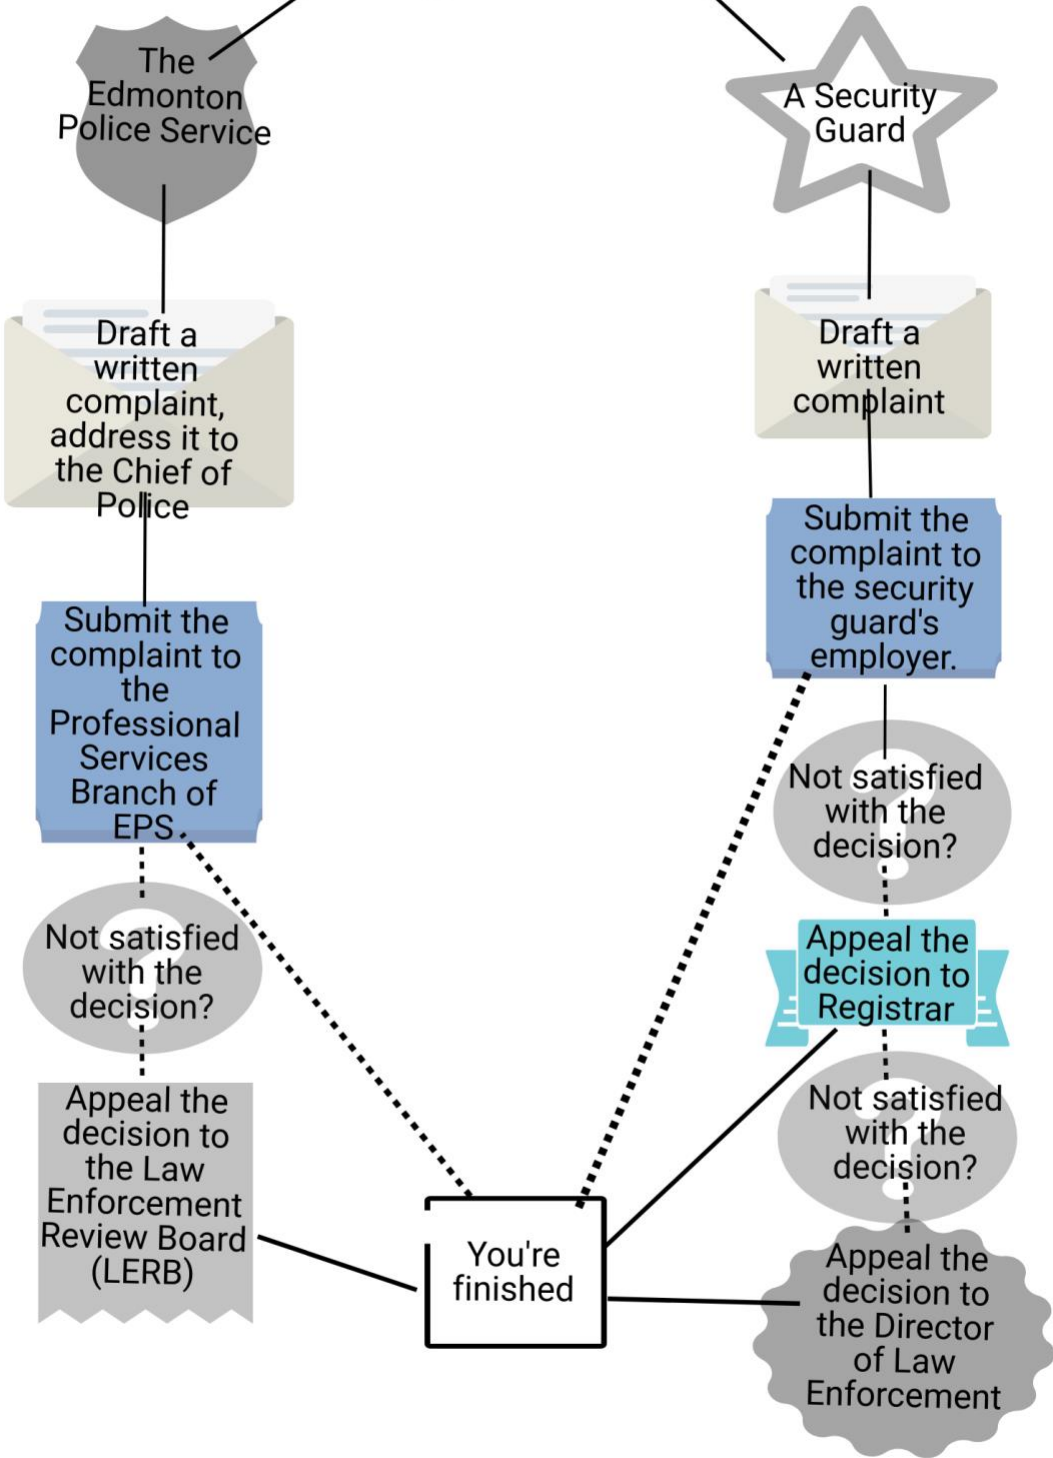 The
Edmonton
Police Service
Draft a
written
complaint,
address it to
the Chief of
Police
Submit the
complaint to
the
Professional
Services
Branch of
EPS
Not satisfied
with the
decision?
Appeal the
decision to
the Law
Enforcement
Review Board
(LERB)
A Security
Guard
Draft a
written
complaint
Submit the
complaint to
the security
guard's
employer.
Not satisfied
with the
decision?
Appeal the
decision to
Registrar
Not satisfied
with the
decision?
Appeal the
decision to
the Director
of Law
Enforcement
You're
finished